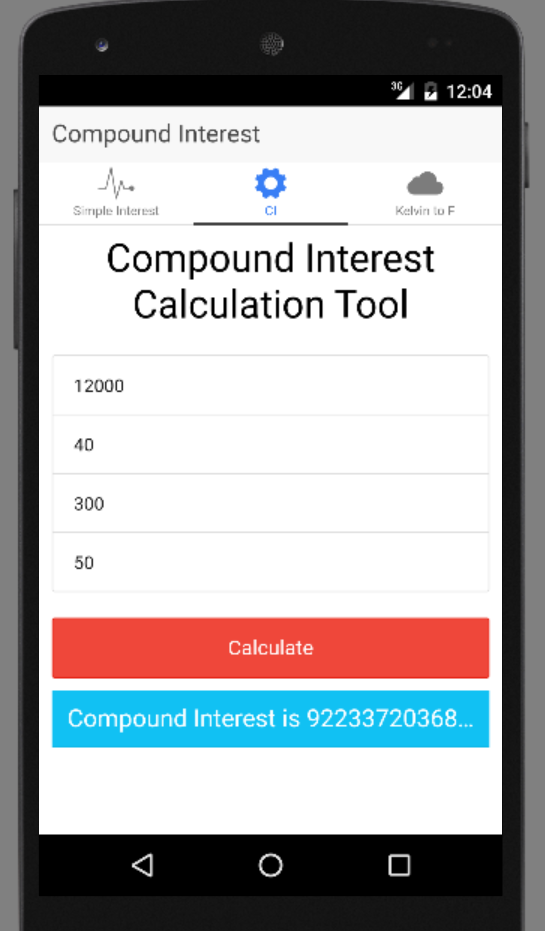 3G 12:04
Compound Interest
Simple Interest CI Kelvin to F
Compound Interest
Calculation Tool
12000
40
300
50
Calculate
Compound Interest is 92233720368...